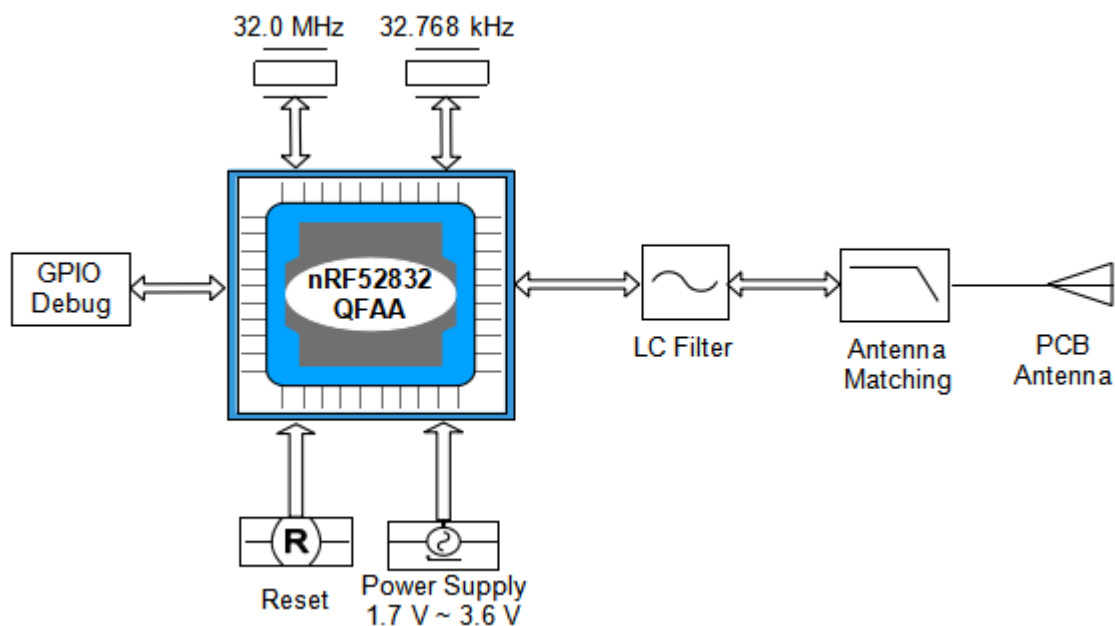 32.0 MHz
32.768 kHz
GPIO
Debug
nRF52832
QFAA
LC Filter
Antenna
Matching
PCB
Antenna
R
Reset
Power Supply
1.7 V ~ 3.6 V